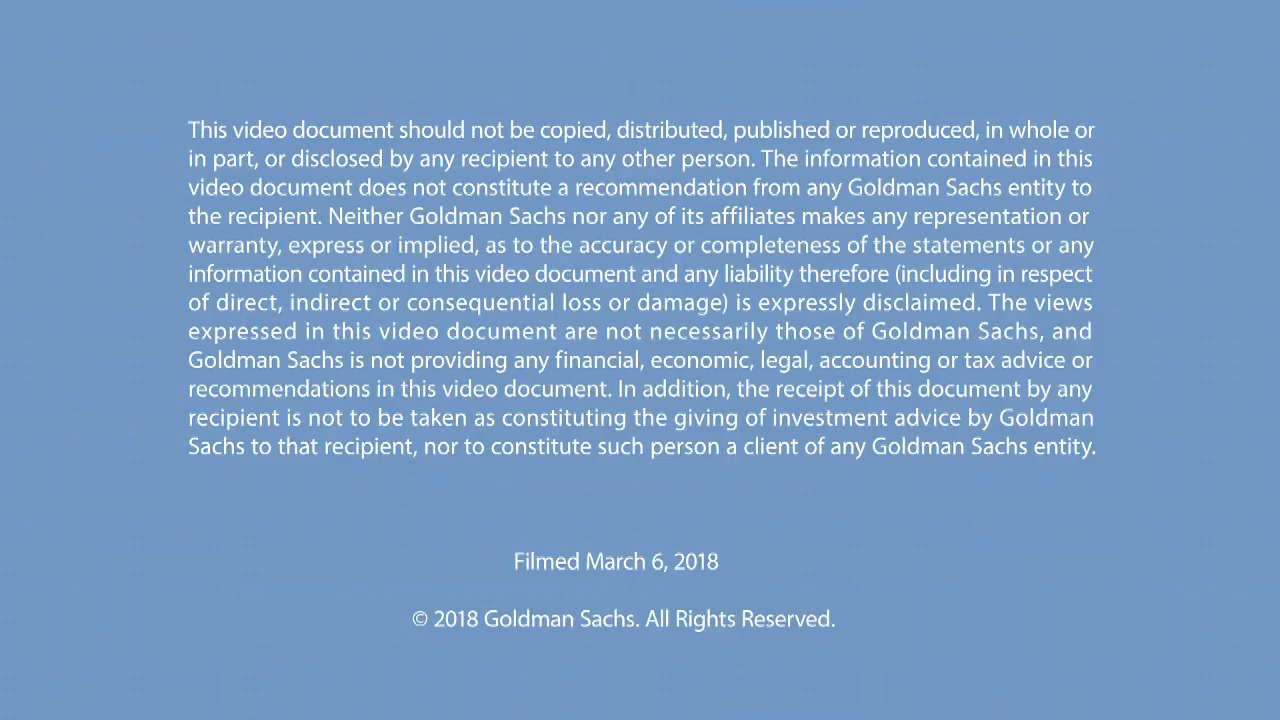 This video document should not be copied, distributed, published or reproduced, in whole or
in part, or disclosed by any recipient to any other person. The information contained in this
video document does not constitute a recommendation from any Goldman Sachs entity to
the recipient. Neither Goldman Sachs nor any of its affiliates makes any representation or
warranty, express or implied, as to the accuracy or completeness of the statements or any
information contained in this video document and any liability therefore (including in respect
of direct, indirect or consequential loss or damage) is expressly disclaimed. The views
expressed in this video document are not necessarily those of Goldman Sachs, and
Goldman Sachs is not providing any financial, economic, legal, accounting or tax advice or
recommendations in this video document. In addition, the receipt of this document by any
recipient is not to be taken as constituting the giving of investment advice by Goldman
Sachs to that recipient, nor to constitute such person a client of any Goldman Sachs entity.
Filmed March 6, 2018
© 2018 Goldman Sachs. All Rights Reserved.